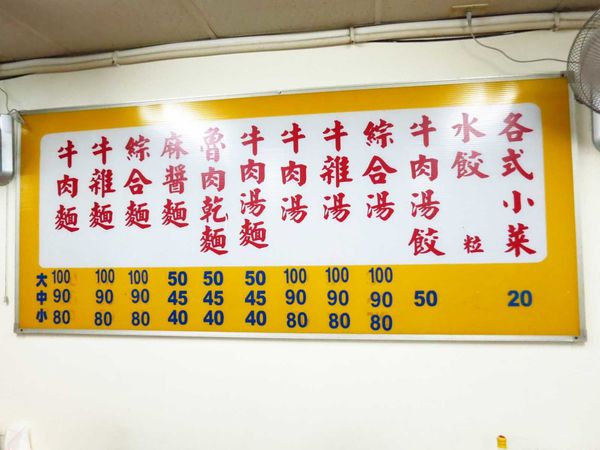 各式小菜
水餃 粒
牛肉湯餃
綜合湯
牛雜湯
牛肉湯
牛肉湯麵
魯肉乾麵
麻醬麵
綜合麵
牛雜麵
牛肉麵
大 100 100 100 50 50 50 100 100 100
中 90 90 90 45 45 45 90 90 90 50 20
小 80 80 80 40 40 40 80 80 80